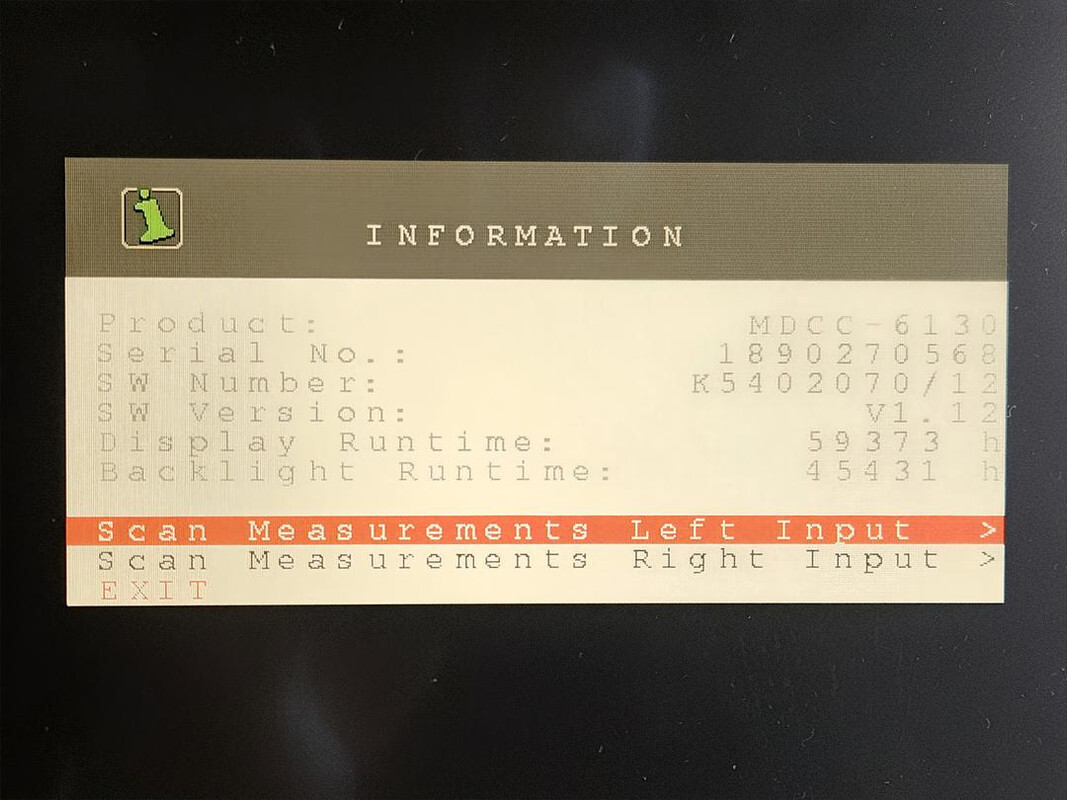 INFORMATION
Product: MDCC-6130
Serial No.: 1890270568
SW Number: K5402070/12
SW Version: V1.12
Display Runtime: 59373 h
Backlight Runtime: 45431 h
Scan Measurements Left Input >
Scan Measurements Right Input >
EXIT